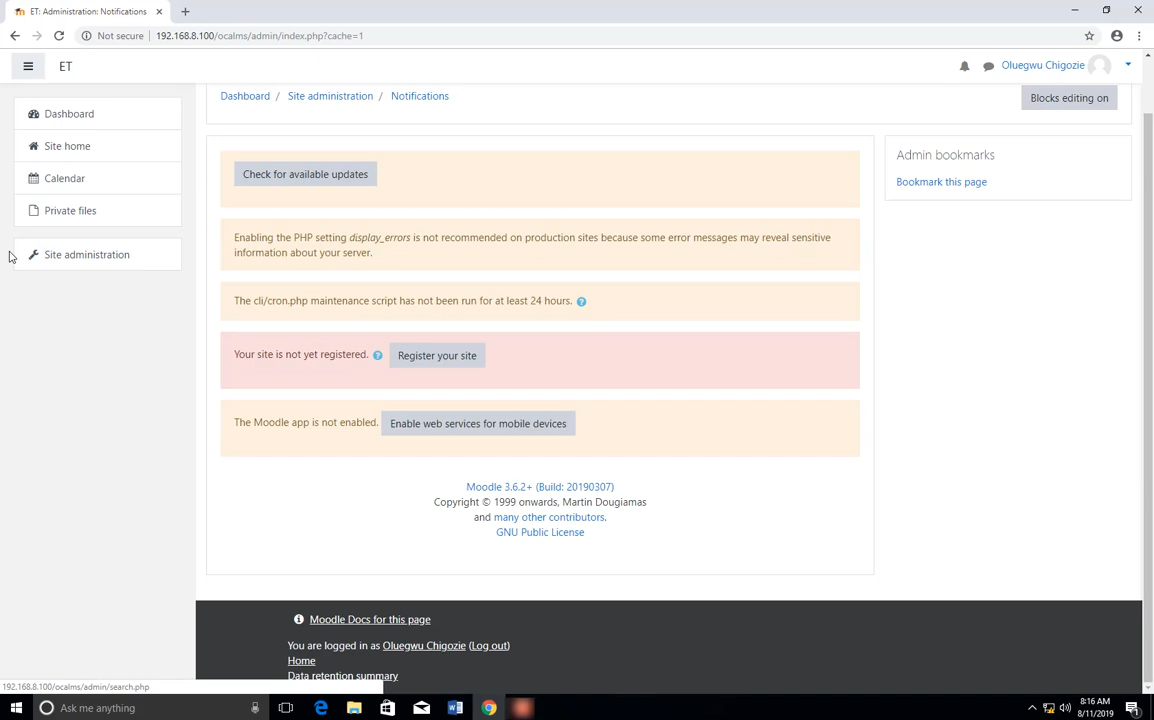 ET: Administration: Notifications
Not secure
192.168.8.100/ocalms/admin/index.php?cache=1
ET
Oluegwu Chigozie
Dashboard / Site administration / Notifications
Blocks editing on
Dashboard
Site home
Calendar
Private files
Site administration
Check for available updates
Enabling the PHP setting display_errors is not recommended on production sites because some error messages may reveal sensitive
information about your server.
The cli/cron.php maintenance script has not been run for at least 24 hours.
Your site is not yet registered.
Register your site
The Moodle app is not enabled.
Enable web services for mobile devices
Admin bookmarks
Bookmark this page
Moodle 3.6.2+ (Build: 20190307)
Copyright © 1999 onwards, Martin Dougiamas
and many other contributors.
GNU Public License
Moodle Docs for this page
You are logged in as Oluegwu Chigozie (Log out)
Home
Data retention summary
192.168.8.100/ocalms/admin/search.php
Ask me anything
8:16 AM
8/11/2019